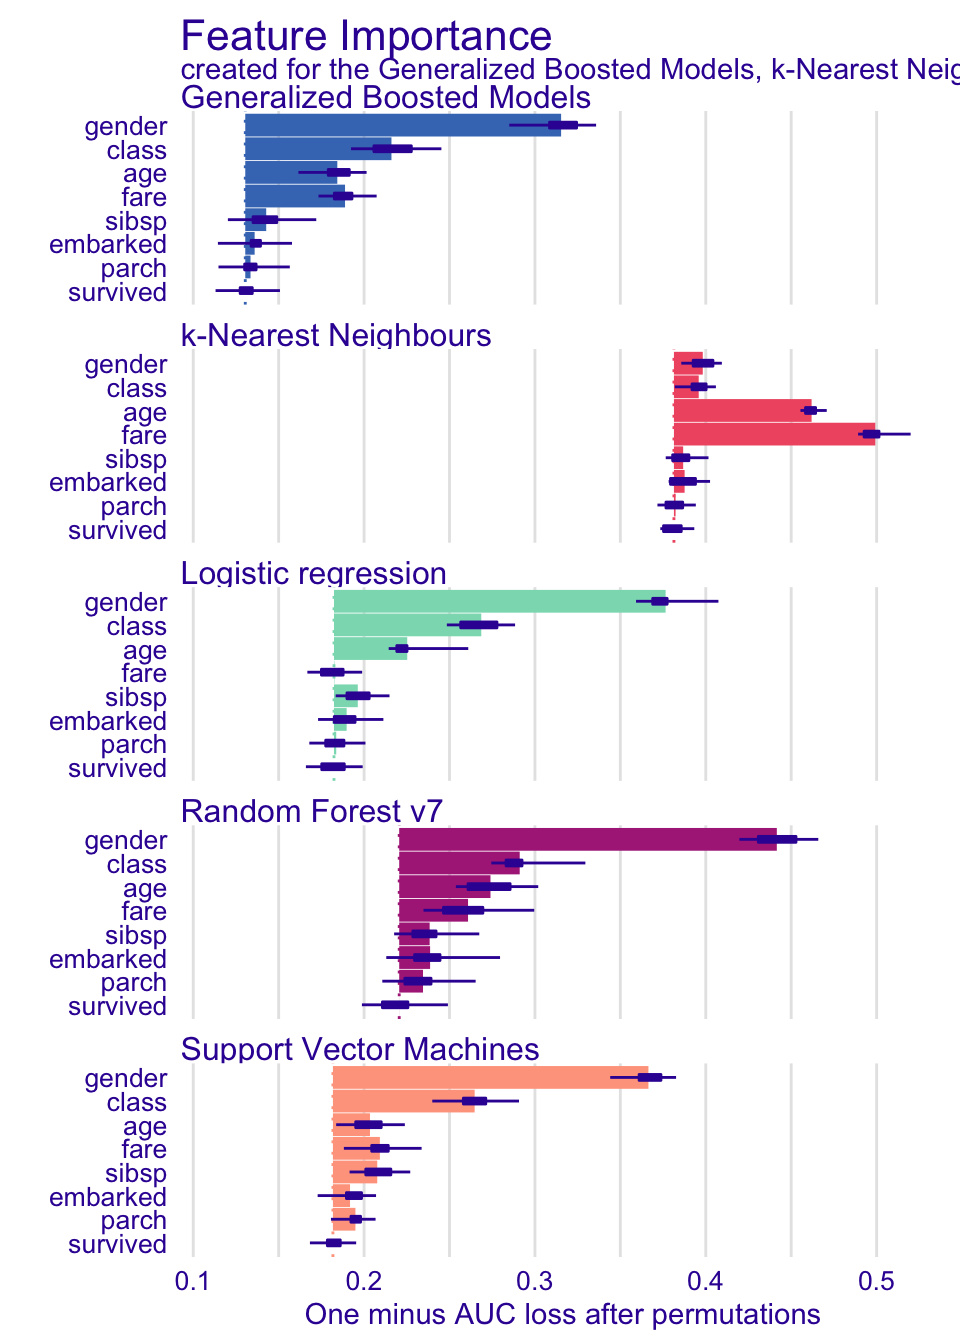 Feature Importance
created for the Generalized Boosted Models, k-Nearest Neig
Generalized Boosted Models
gender
class
age
fare
sibsp
embarked
parch
survived
k-Nearest Neighbours
gender
class
age
fare
sibsp
embarked
parch
survived
Logistic regression
gender
class
age
fare
sibsp
embarked
parch
survived
Random Forest v7
gender
class
age
fare
sibsp
embarked
parch
survived
Support Vector Machines
gender
class
age
fare
sibsp
embarked
parch
survived
0.1 0.2 0.3 0.4 0.5
One minus AUC loss after permutations